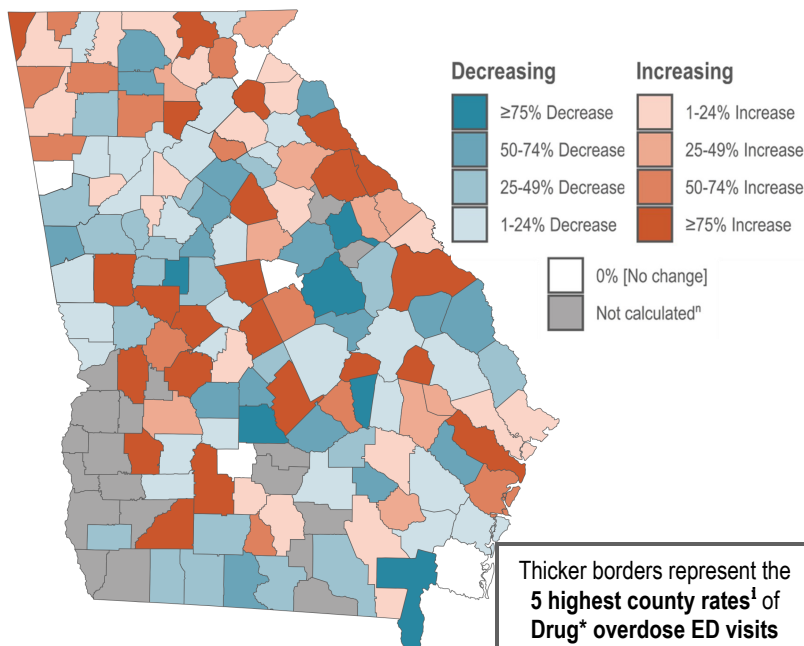 Decreasing
≥75% Decrease
50-74% Decrease
25-49% Decrease
1-24% Decrease
Increasing
1-24% Increase
25-49% Increase
50-74% Increase
≥75% Increase
0% [No change]
Not calculatedⁿ
Thicker borders represent the
5 highest county rates¹ of
Drug* overdose ED visits